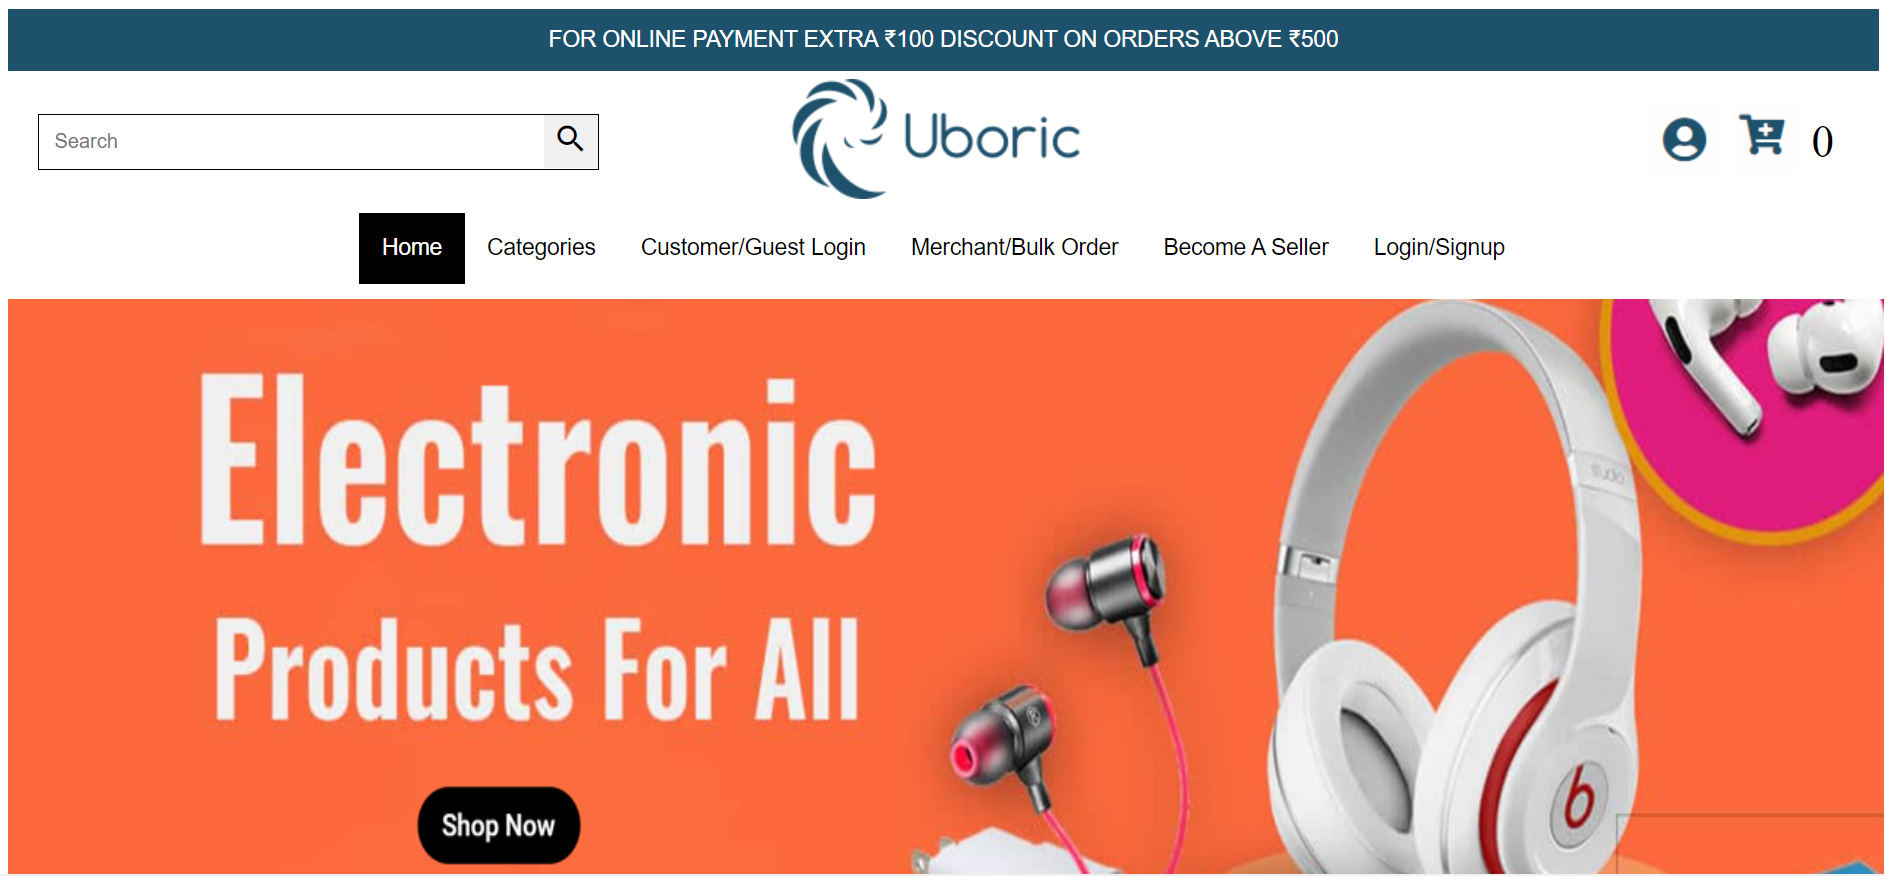 FOR ONLINE PAYMENT EXTRA ₹100 DISCOUNT ON ORDERS ABOVE ₹500
Search
Uboric
0
Home Categories Customer/Guest Login Merchant/Bulk Order Become A Seller Login/Signup
Electronic
Products For All
studio
b
Shop Now